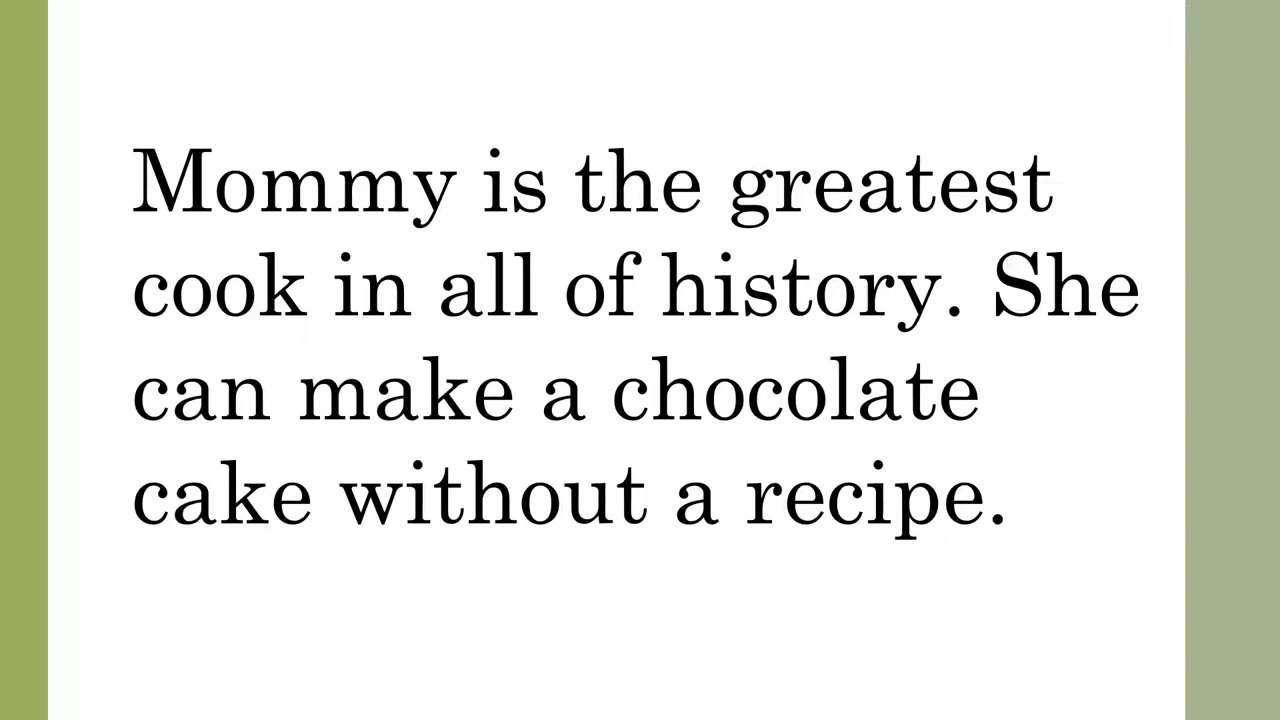 Mommy is the greatest
cook in all of history. She
can make a chocolate
cake without a recipe.